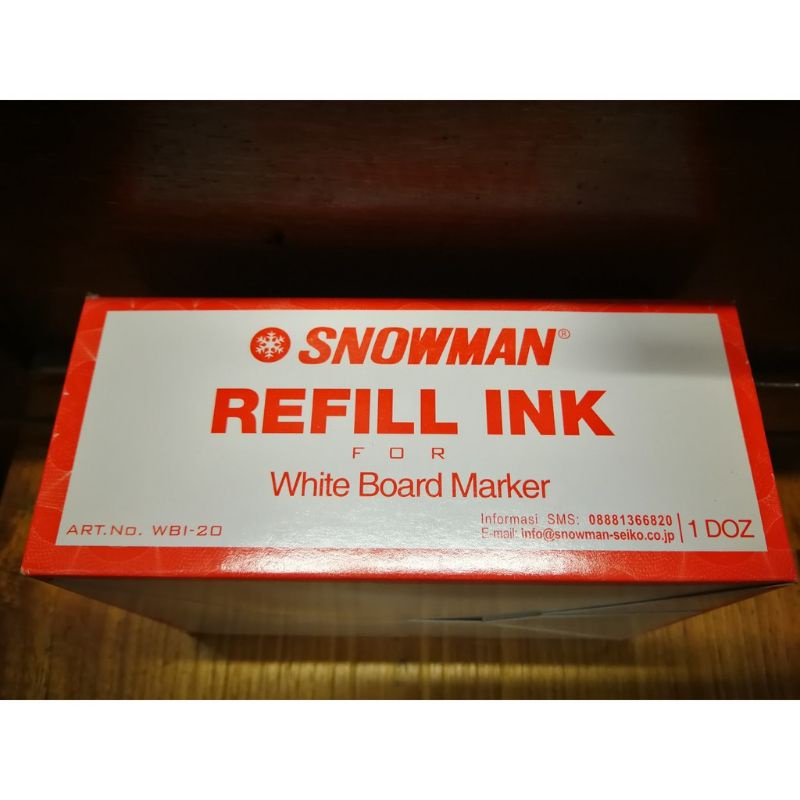 SNOWMAN®
REFILL INK
FOR
White Board Marker
ART.No. WBI-20
Informasi SMS: 08881366820
E-mail: info@snowman-seiko.co.jp
1 DOZ